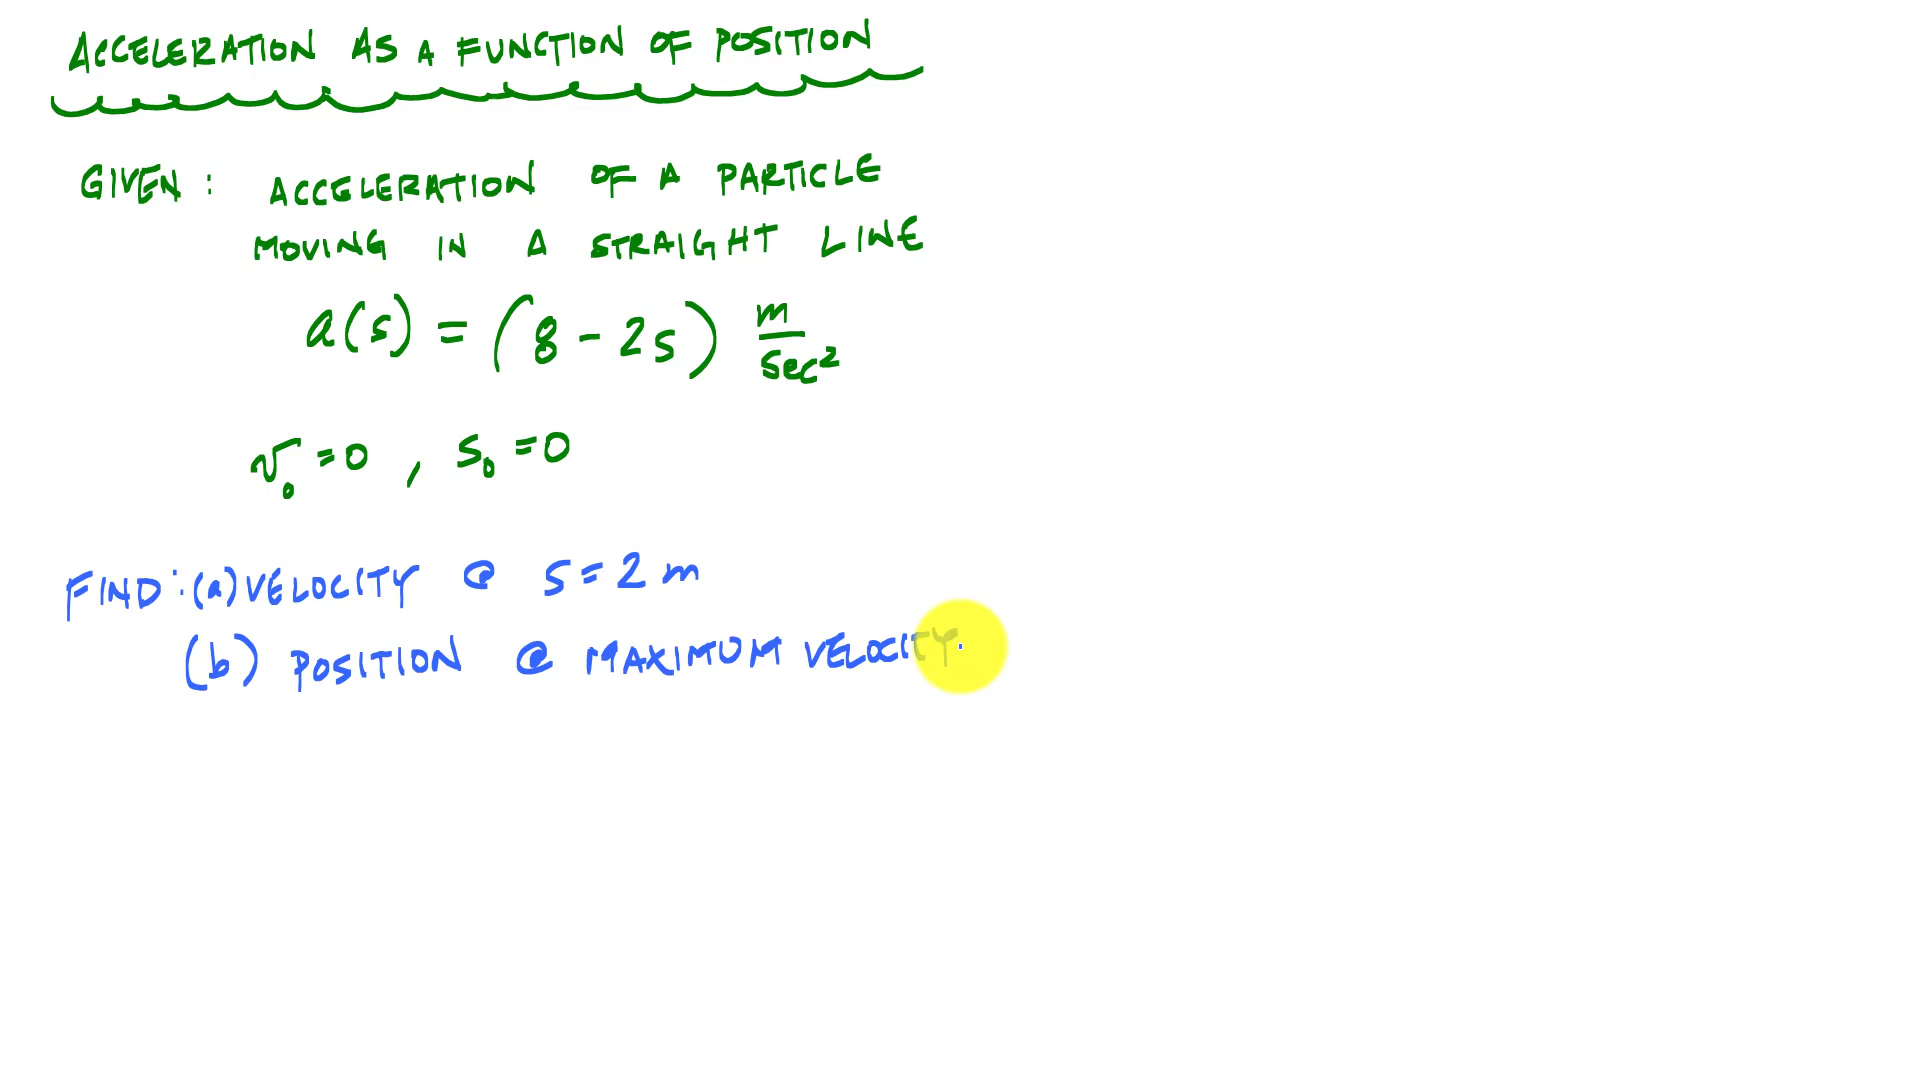 ACCELERATION AS A FUNCTION OF POSITION
GIVEN: ACCELERATION OF A PARTICLE
MOVING IN A STRAIGHT LINE
a(s) = (8 - 2s) m/sec²
v₀ = 0, s₀ = 0
FIND: (a) VELOCITY @ s = 2 m
(b) POSITION @ MAXIMUM VELOCITY